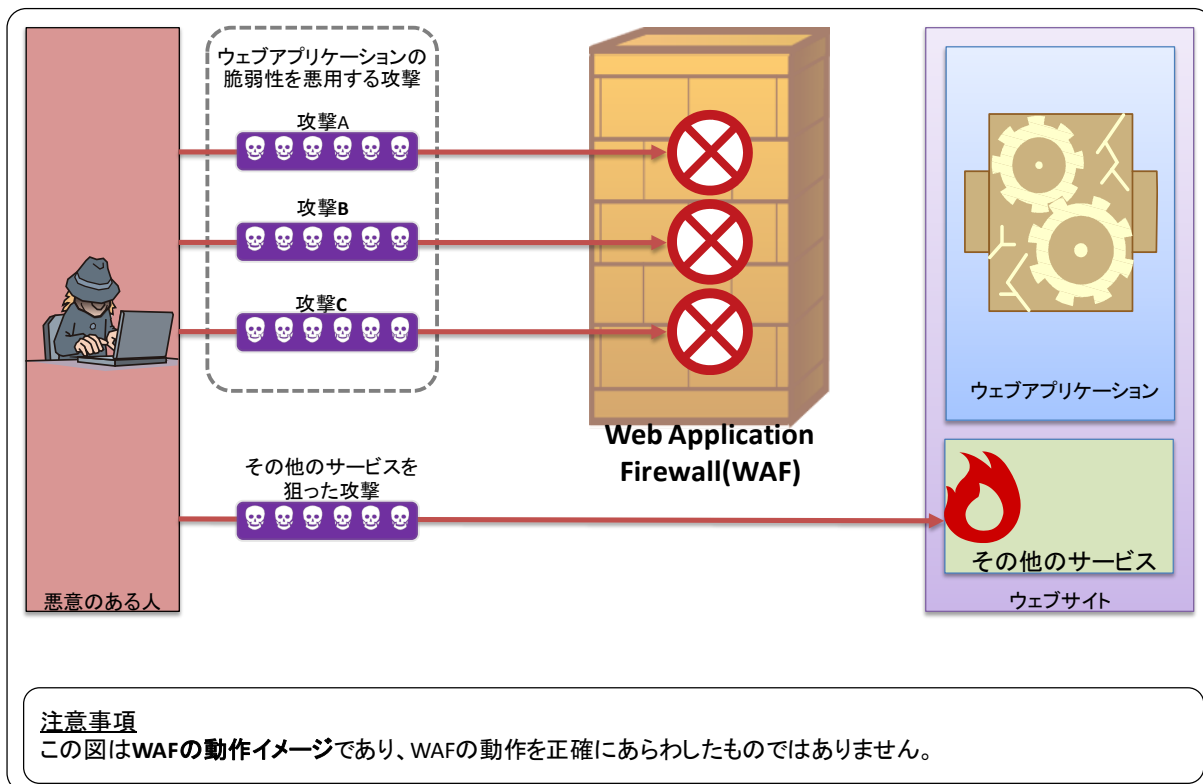 ウェブアプリケーションの
脆弱性を悪用する攻撃
攻撃A
攻撃B
攻撃C
Web Application
Firewall(WAF)
ウェブアプリケーション
その他のサービスを
狙った攻撃
その他のサービス
悪意のある人
ウェブサイト
注意事項
この図はWAFの動作イメージであり、WAFの動作を正確にあらわしたものではありません。